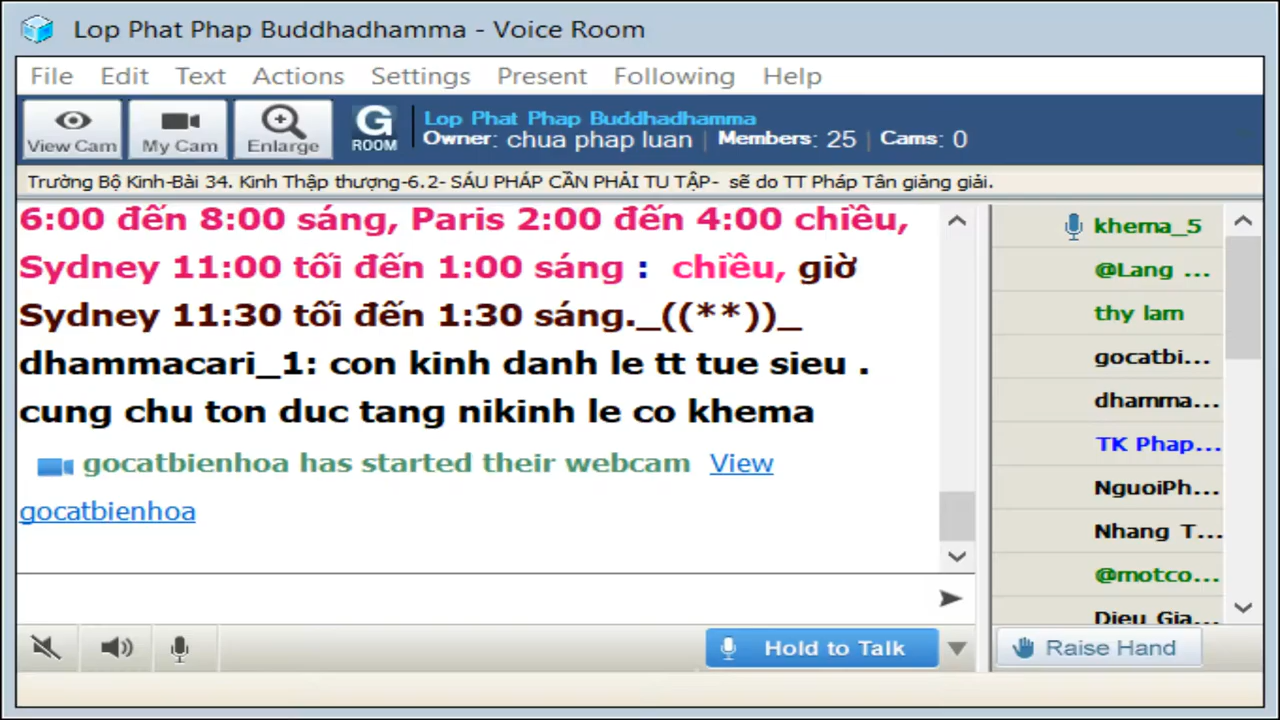 Lop Phat Phap Buddhadhamma - Voice Room
File Edit Text Actions Settings Present Following Help
View Cam My Cam Enlarge G ROOM
Lop Phat Phap Buddhadhamma
Owner: chua phap luan | Members: 25 | Cams: 0
Trường Bộ Kinh-Bài 34. Kinh Thập thượng-6.2- SÁU PHÁP CẦN PHẢI TU TẬP- sẽ do TT Pháp Tân giảng giải.
6:00 đến 8:00 sáng, Paris 2:00 đến 4:00 chiều,
Sydney 11:00 tối đến 1:00 sáng : chiều, giờ
Sydney 11:30 tối đến 1:30 sáng._((**))_
dhammacari_1: con kinh danh le tt tue sieu .
cung chu ton duc tang nikinh le co khema
gocatbienhoa has started their webcam View
gocatbienhoa
khema_5
@Lang ...
thy lam
gocatbi...
dhamma...
TK Phap...
NguoiPh...
Nhang T...
@motco...
Dieu Gia...
Hold to Talk
Raise Hand